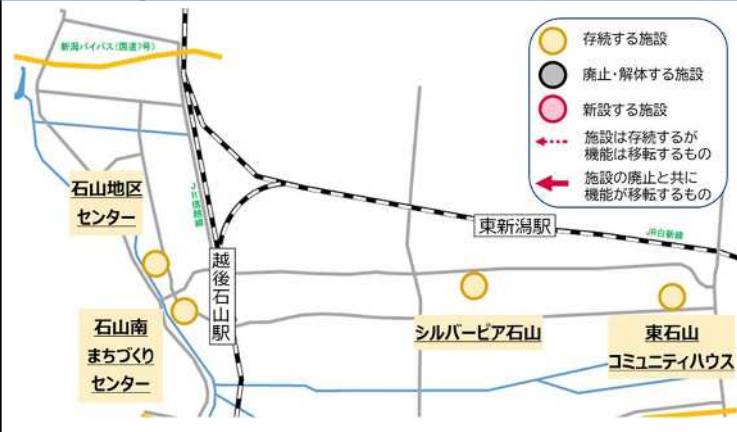 新潟バイパス(国道7号)
存続する施設
廃止・解体する施設
新設する施設
施設は存続するが
機能は移転するもの
施設の廃止と共に
機能が移転するもの
石山地区
センター
JR信越線
東新潟駅
JR白新線
越後石山駅
石山南
まちづくり
センター
シルバーピア石山
東石山
コミュニティハウス